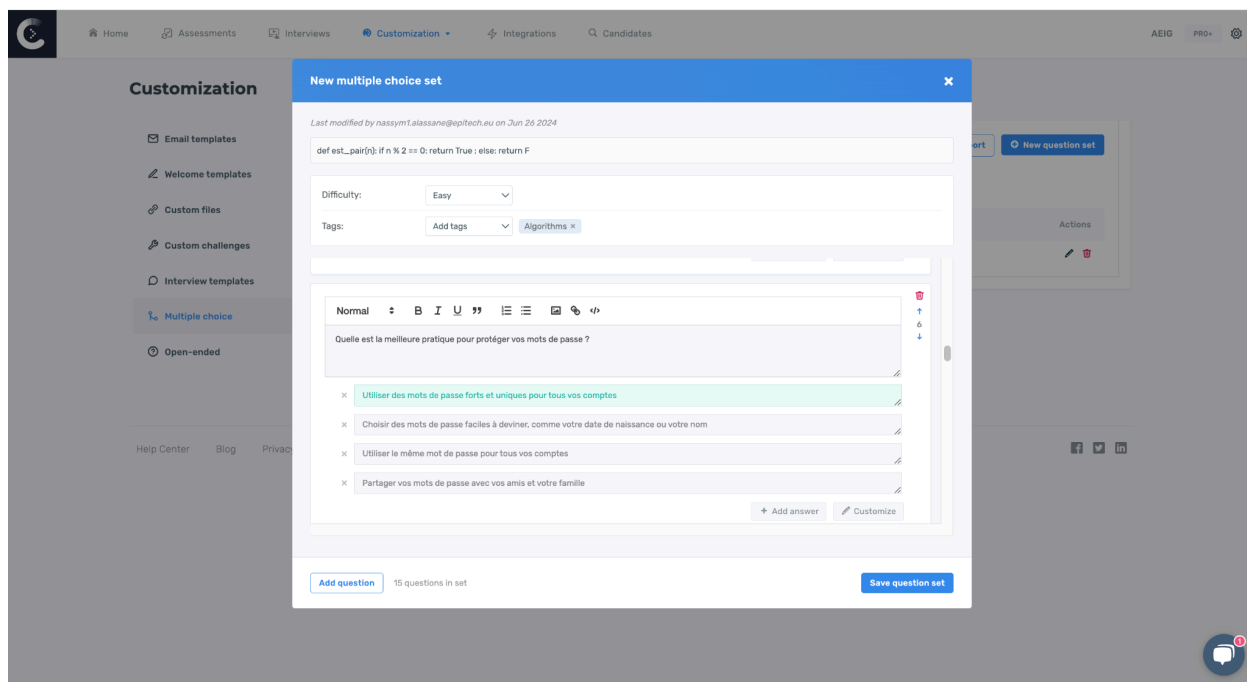 Home Assessments Interviews Customization Integrations Candidates AEIG PRO+
Customization
Email templates
Welcome templates
Custom files
Custom challenges
Interview templates
Multiple choice
Open-ended
New multiple choice set
Last modified by nassym1.alassane@epitech.eu on Jun 26 2024
def est_pair(n): if n % 2 == 0: return True ; else: return F
ort New question set
Difficulty: Easy
Tags: Add tags Algorithms ×
Actions
Normal B I U
6
Quelle est la meilleure pratique pour protéger vos mots de passe ?
Utiliser des mots de passe forts et uniques pour tous vos comptes
Choisir des mots de passe faciles à deviner, comme votre date de naissance ou votre nom
Utiliser le même mot de passe pour tous vos comptes
Partager vos mots de passe avec vos amis et votre famille
+ Add answer Customize
Help Center Blog Privacy
Add question 15 questions in set Save question set
1